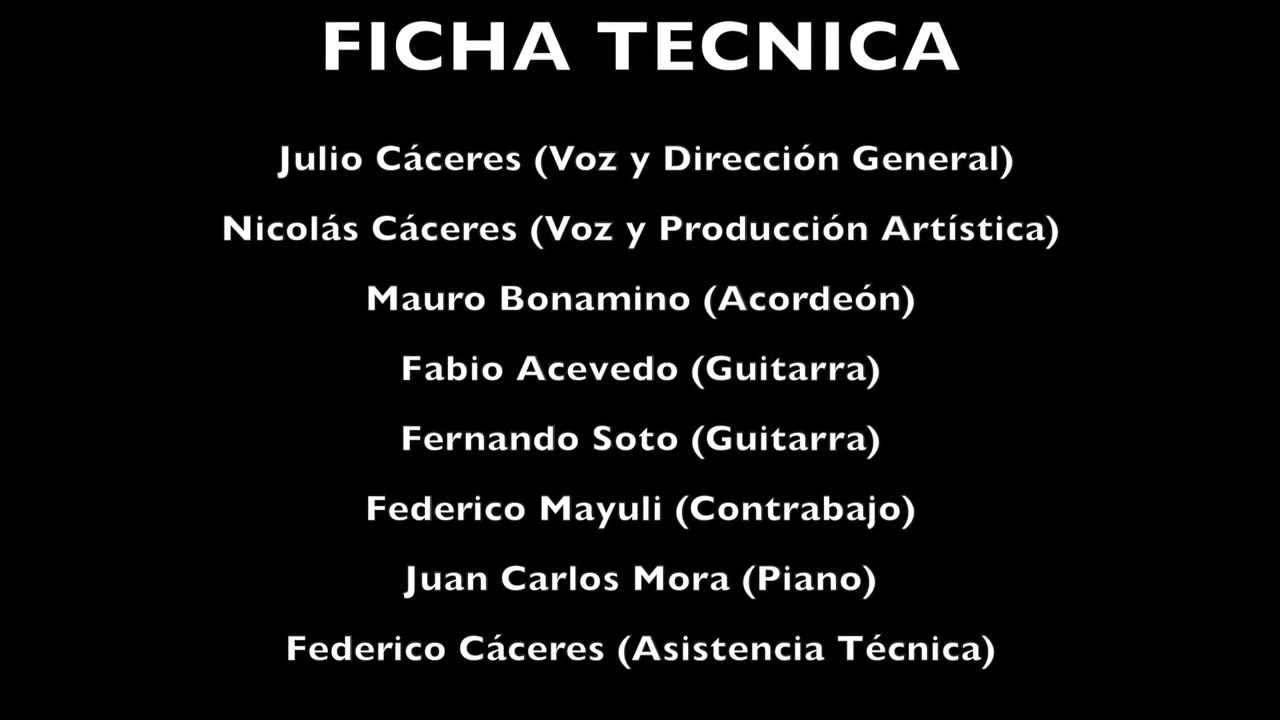 FICHA TECNICA
Julio Cáceres (Voz y Dirección General)
Nicolás Cáceres (Voz y Producción Artística)
Mauro Bonamino (Acordeón)
Fabio Acevedo (Guitarra)
Fernando Soto (Guitarra)
Federico Mayuli (Contrabajo)
Juan Carlos Mora (Piano)
Federico Cáceres (Asistencia Técnica)